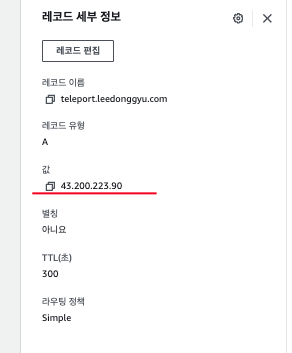 레코드 세부 정보
레코드 편집
레코드 이름
teleport.leedonggyu.com
레코드 유형
A
값
43.200.223.90
별칭
아니요
TTL(초)
300
라우팅 정책
Simple